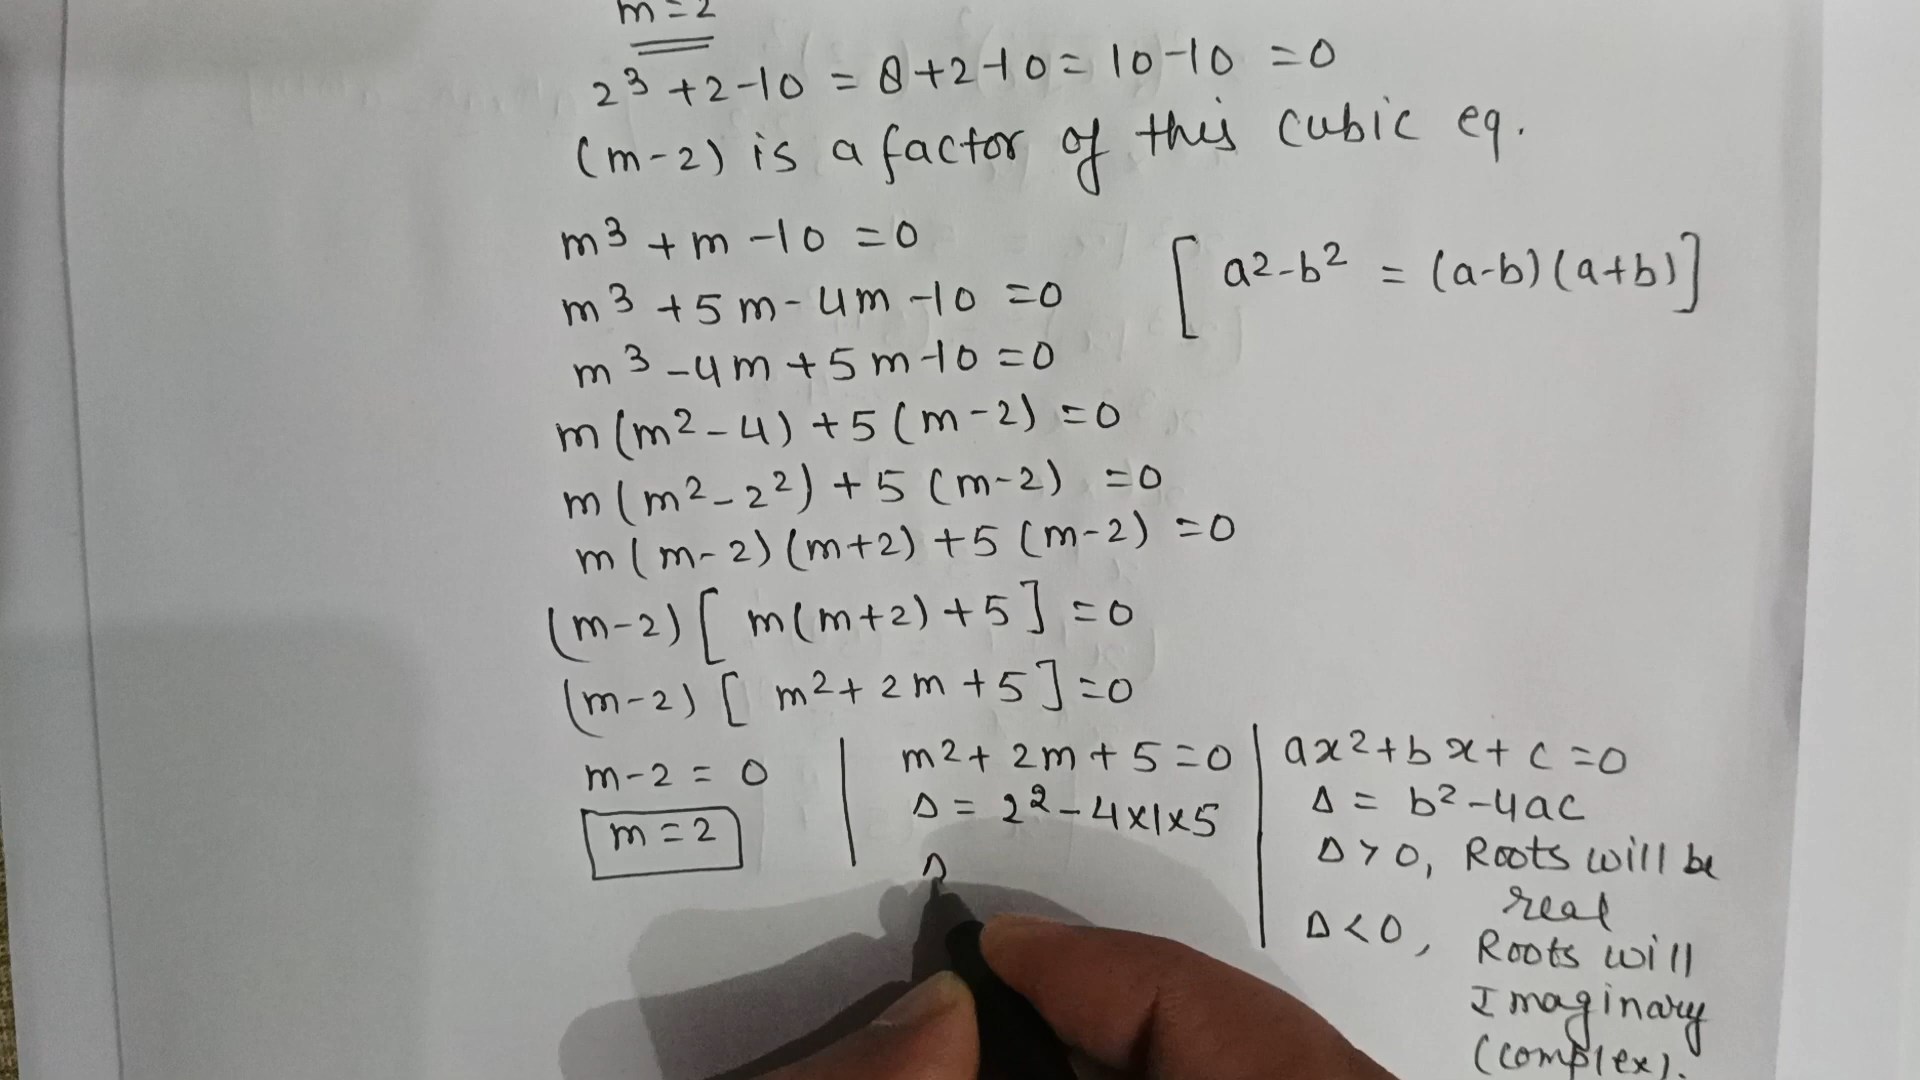 m=2
2³+2-10 = 8+2-10= 10-10 =0
(m-2) is a factor of this cubic eq.
m³+m-10=0
[a²-b² = (a-b)(a+b)]
m³+5m-4m-10=0
m³-4m+5m-10=0
m(m²-4)+5(m-2)=0
m(m²-2²)+5(m-2)=0
m(m-2)(m+2)+5(m-2)=0
(m-2)[m(m+2)+5]=0
(m-2)[m²+2m+5]=0
m-2=0
m=2
m²+2m+5=0
Δ=2²-4×1×5
Δ
ax²+bx+c=0
Δ=b²-4ac
Δ>0, Roots will be
real
Δ<0, Roots will
Imaginary
(complex).